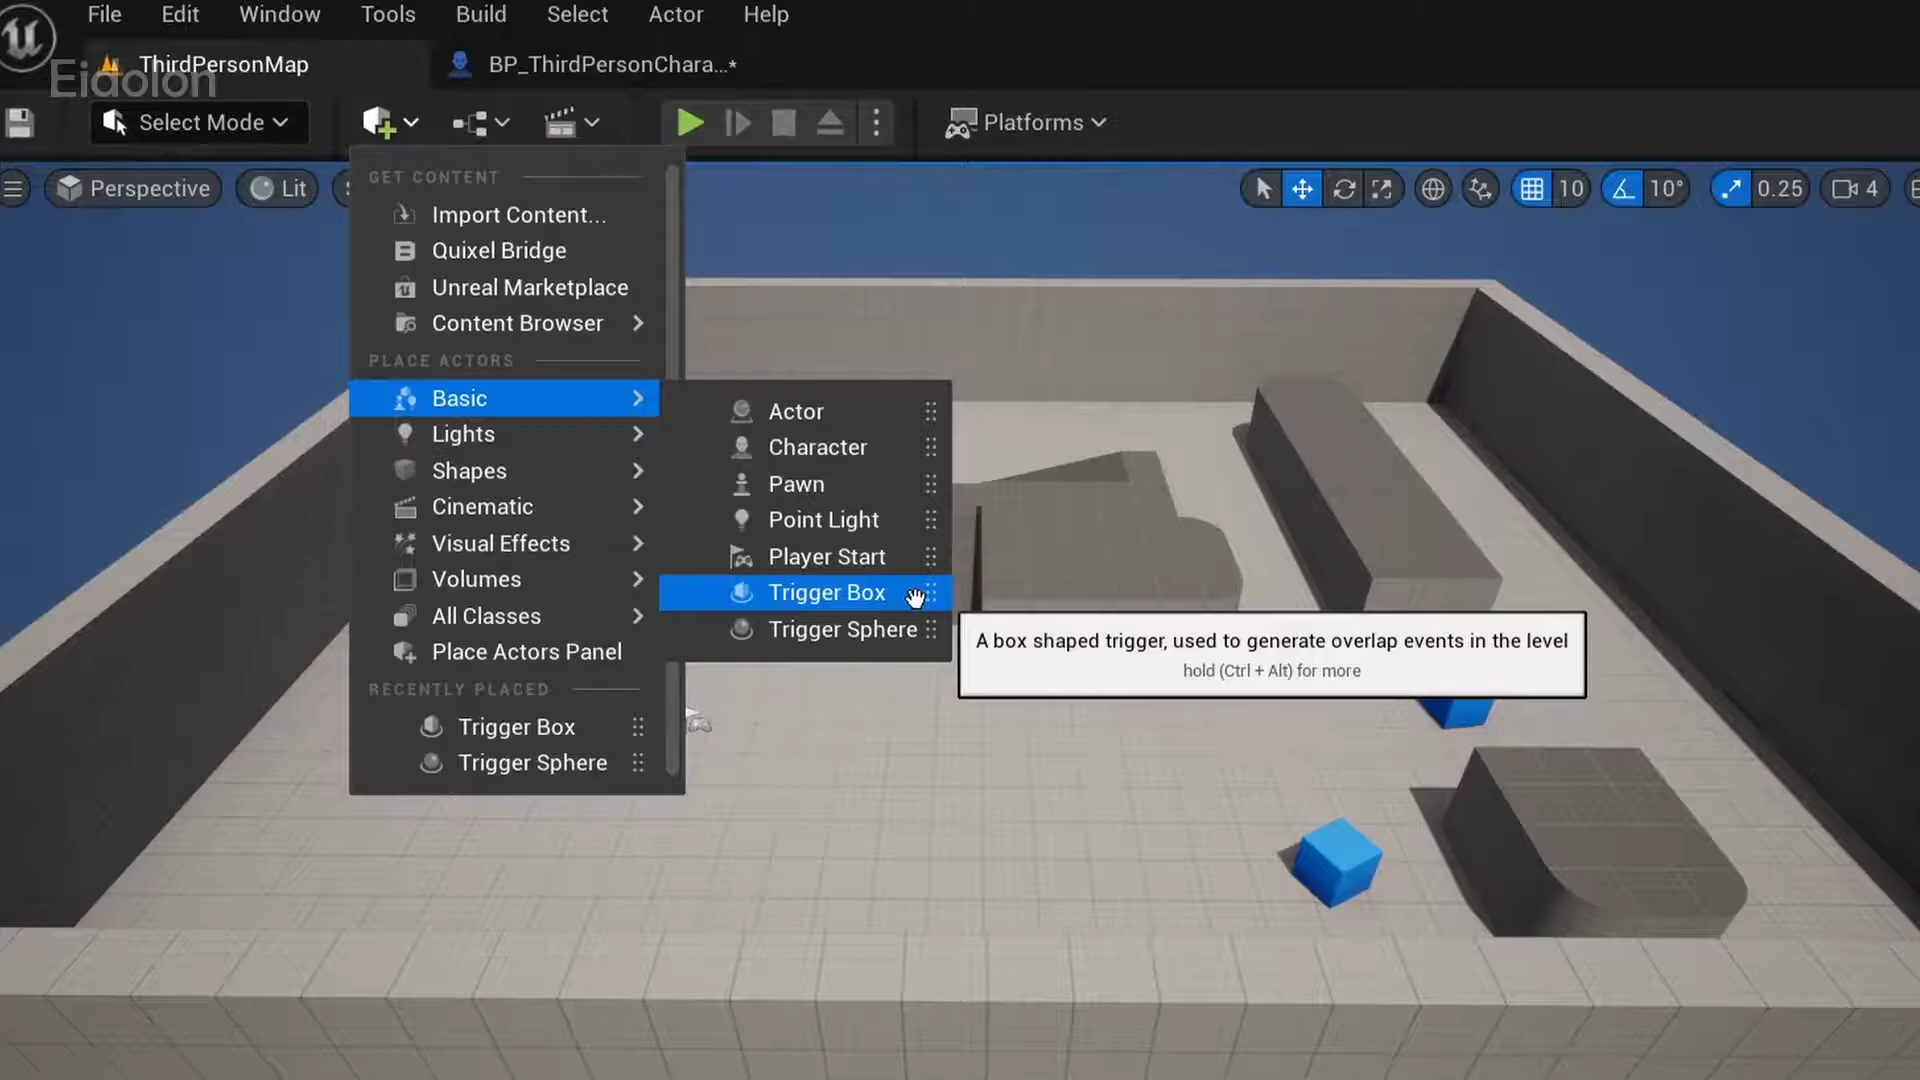 File Edit Window Tools Build Select Actor Help
ThirdPersonMap BP_ThirdPersonChara...*
Eidolon
Select Mode Platforms
Perspective Lit 10 10° 0.25 4
GET CONTENT
Import Content...
Quixel Bridge
Unreal Marketplace
Content Browser
PLACE ACTORS
Basic
Lights
Shapes
Cinematic
Visual Effects
Volumes
All Classes
Place Actors Panel
RECENTLY PLACED
Trigger Box
Trigger Sphere
Actor
Character
Pawn
Point Light
Player Start
Trigger Box
Trigger Sphere
A box shaped trigger, used to generate overlap events in the level
hold (Ctrl + Alt) for more